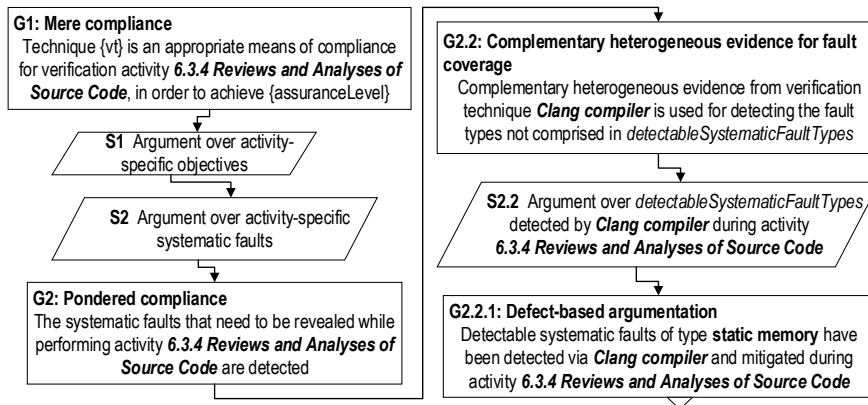 G1: Mere compliance
Technique {vt} is an appropriate means of compliance
for verification activity 6.3.4 Reviews and Analyses of
Source Code, in order to achieve {assuranceLevel}
S1 Argument over activity-
specific objectives
S2 Argument over activity-specific
systematic faults
G2: Pondered compliance
The systematic faults that need to be revealed while
performing activity 6.3.4 Reviews and Analyses of
Source Code are detected
G2.2: Complementary heterogeneous evidence for fault
coverage
Complementary heterogeneous evidence from verification
technique Clang compiler is used for detecting the fault
types not comprised in detectableSystematicFaultTypes
S2.2 Argument over detectableSystematicFaultTypes
detected by Clang compiler during activity
6.3.4 Reviews and Analyses of Source Code
G2.2.1: Defect-based argumentation
Detectable systematic faults of type static memory have
been detected via Clang compiler and mitigated during
activity 6.3.4 Reviews and Analyses of Source Code